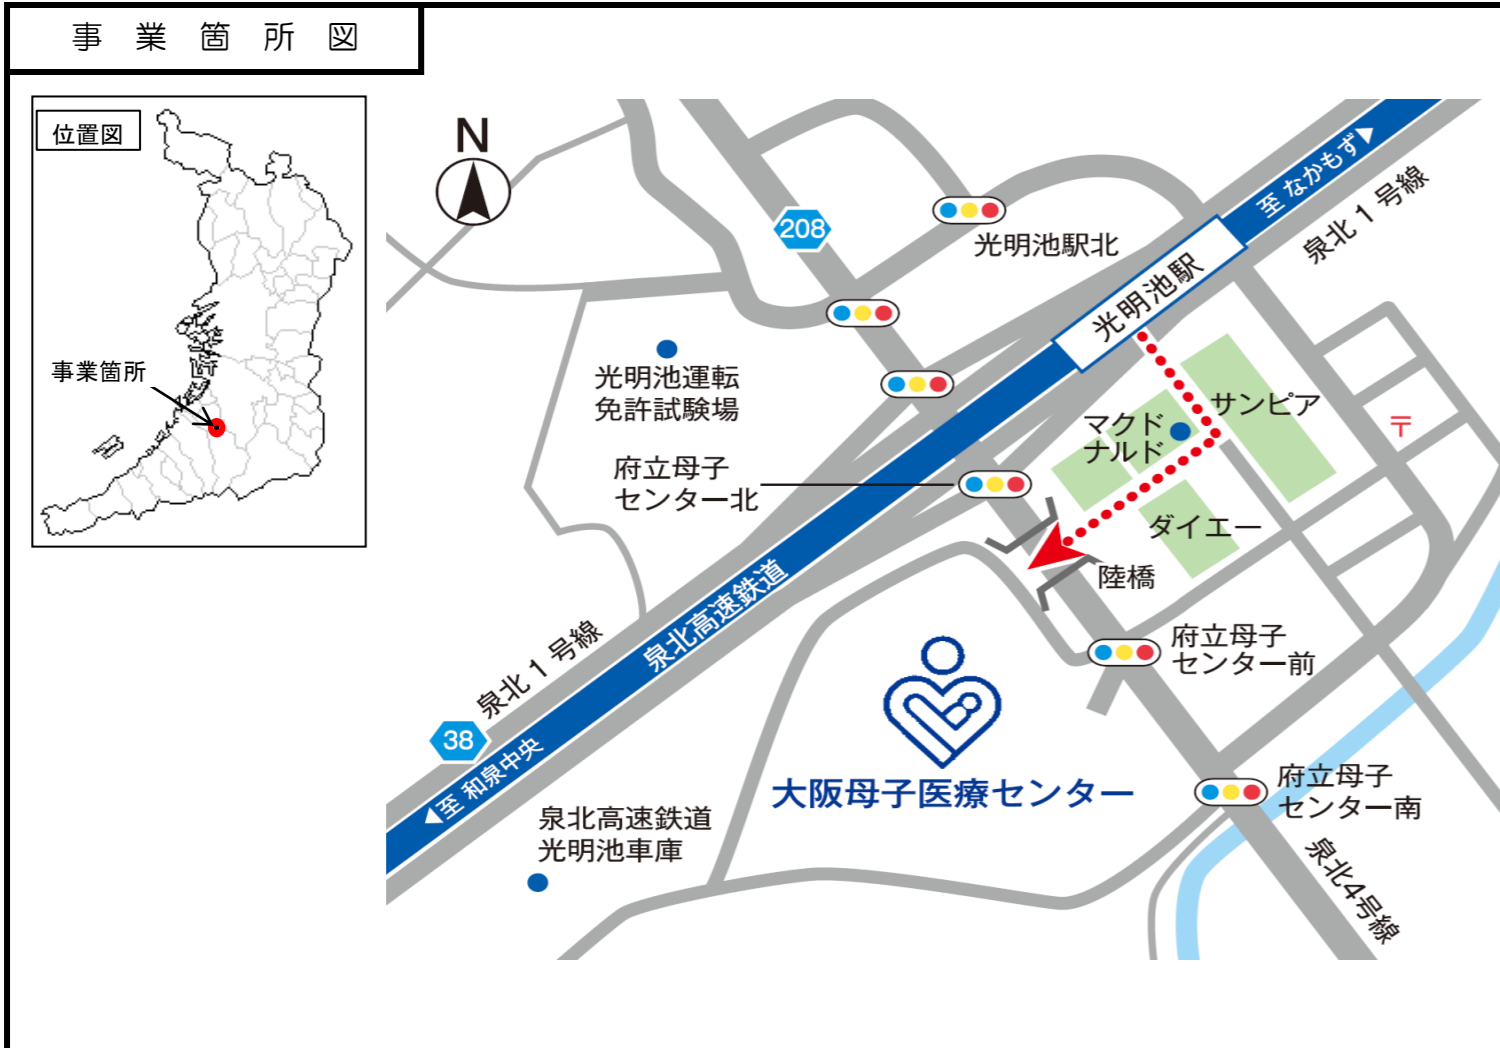 事業箇所図
位置図
事業箇所
N
208
光明池駅北
至 なかもず▶
泉北1号線
光明池駅
光明池運転
免許試験場
マクド
ナルド
サンピア
〒
府立母子
センター北
ダイエー
陸橋
泉北高速鉄道
泉北1号線
府立母子
センター前
38
◀至 和泉中央
大阪母子医療センター
府立母子
センター南
泉北高速鉄道
光明池車庫
泉北4号線